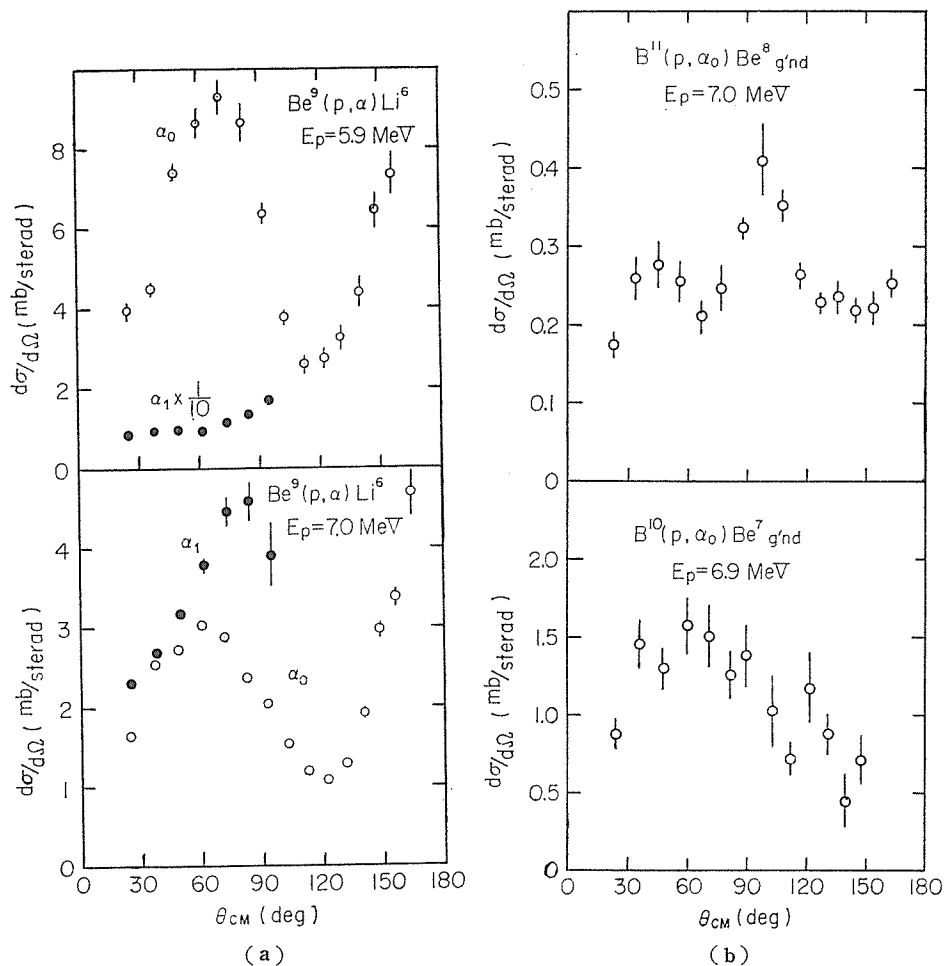 Be⁹(p,α)Li⁶
Ep=5.9 MeV
α₀
α₁ x 1/10
dσ/dΩ ( mb/sterad)
8
6
4
2
0
Be⁹(p,α)Li⁶
Ep=7.0 MeV
α₁
α₀
dσ/dΩ ( mb/sterad)
4
3
2
1
0
0 30 60 90 120 150 180
θCM (deg)
(a)
B¹¹(p,α₀)Be⁸ g'nd
Ep=7.0 MeV
dσ/dΩ ( mb/sterad)
0.5
0.4
0.3
0.2
0.1
0
B¹⁰(p,α₀)Be⁷ g'nd
Ep=6.9 MeV
dσ/dΩ ( mb/sterad)
2.0
1.5
1.0
0.5
0
0 30 60 90 120 150 180
θCM (deg)
(b)